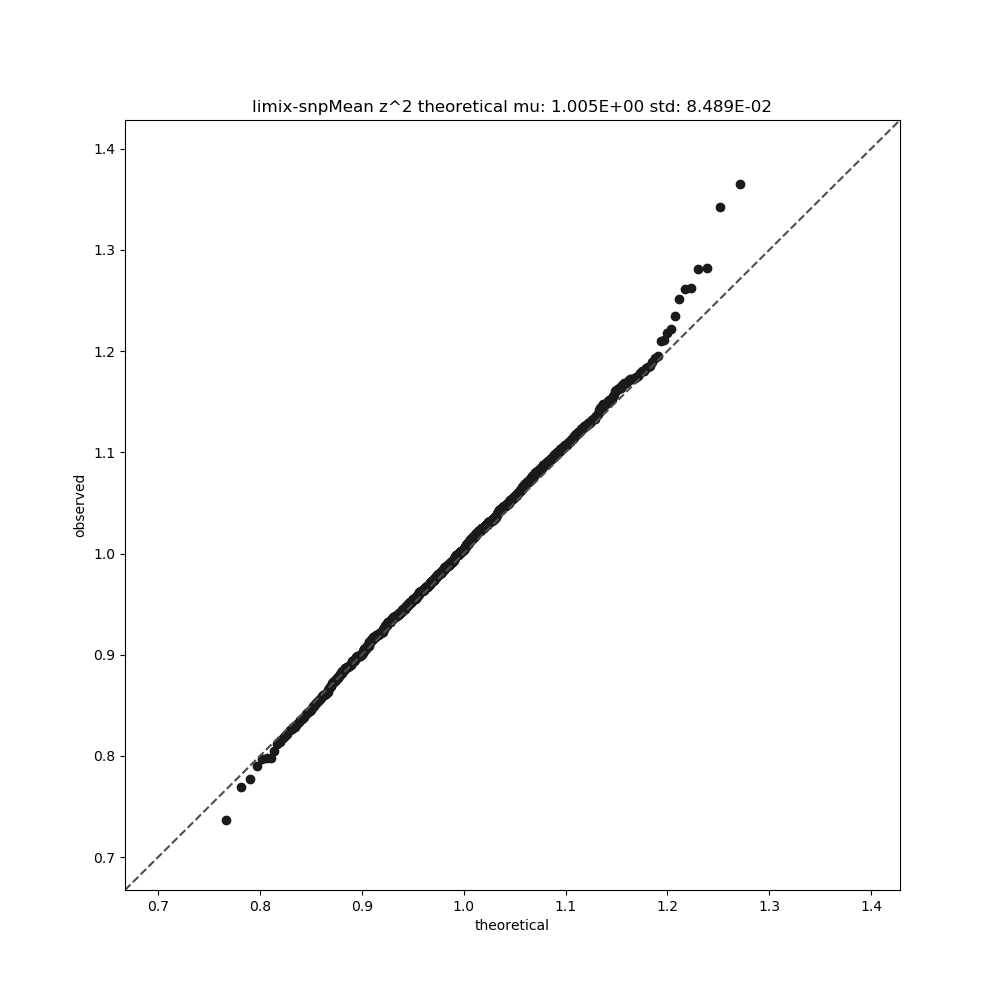 limix-snpMean z^2 theoretical mu: 1.005E+00 std: 8.489E-02
1.4
1.3
1.2
1.1
1.0
0.9
0.8
0.7
observed
0.7 0.8 0.9 1.0 1.1 1.2 1.3 1.4
theoretical